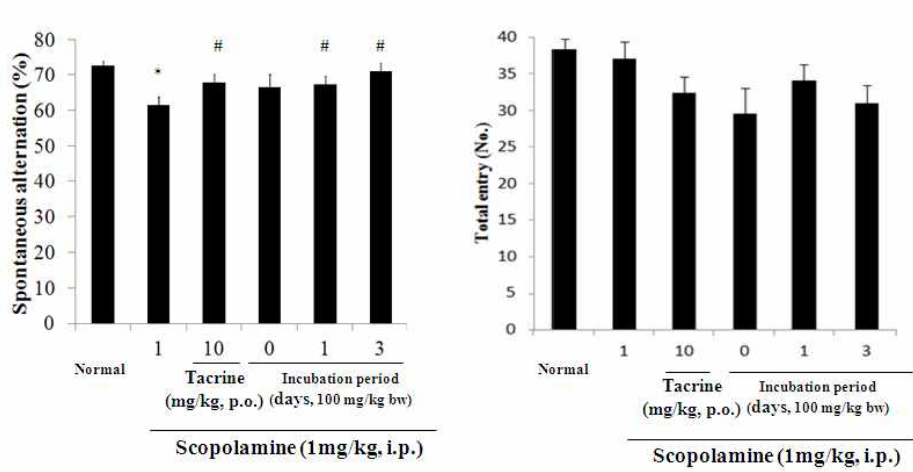 80
70
60
50
40
30
20
10
0
Spontaneous alternation (%)
*
#
#
#
Normal
1
10
0
1
3
Tacrine
(mg/kg, p.o.)
Incubation period
(days, 100 mg/kg bw)
Scopolamine (1mg/kg, i.p.)
40
35
30
25
20
15
10
5
0
Total entry (No.)
Normal
1
10
0
1
3
Tacrine
(mg/kg, p.o.)
Incubation period
(days, 100 mg/kg bw)
Scopolamine (1mg/kg, i.p.)